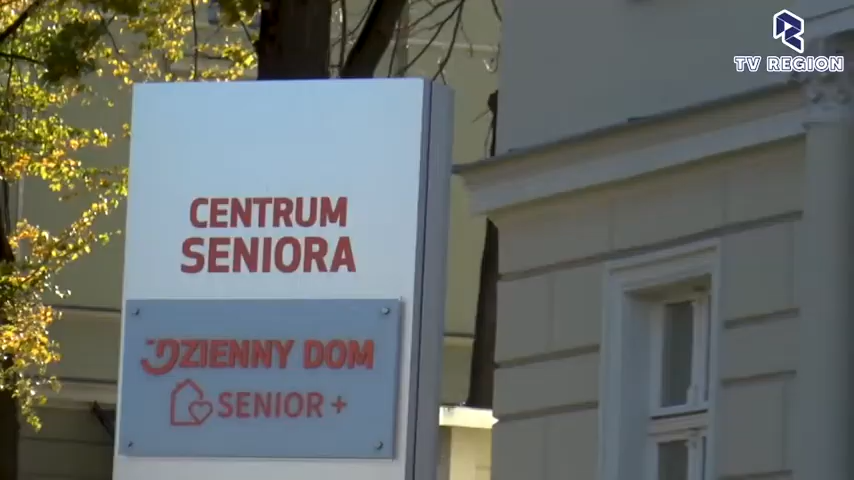 TV REGION
CENTRUM
SENIORA
DZIENNY DOM
SENIOR +